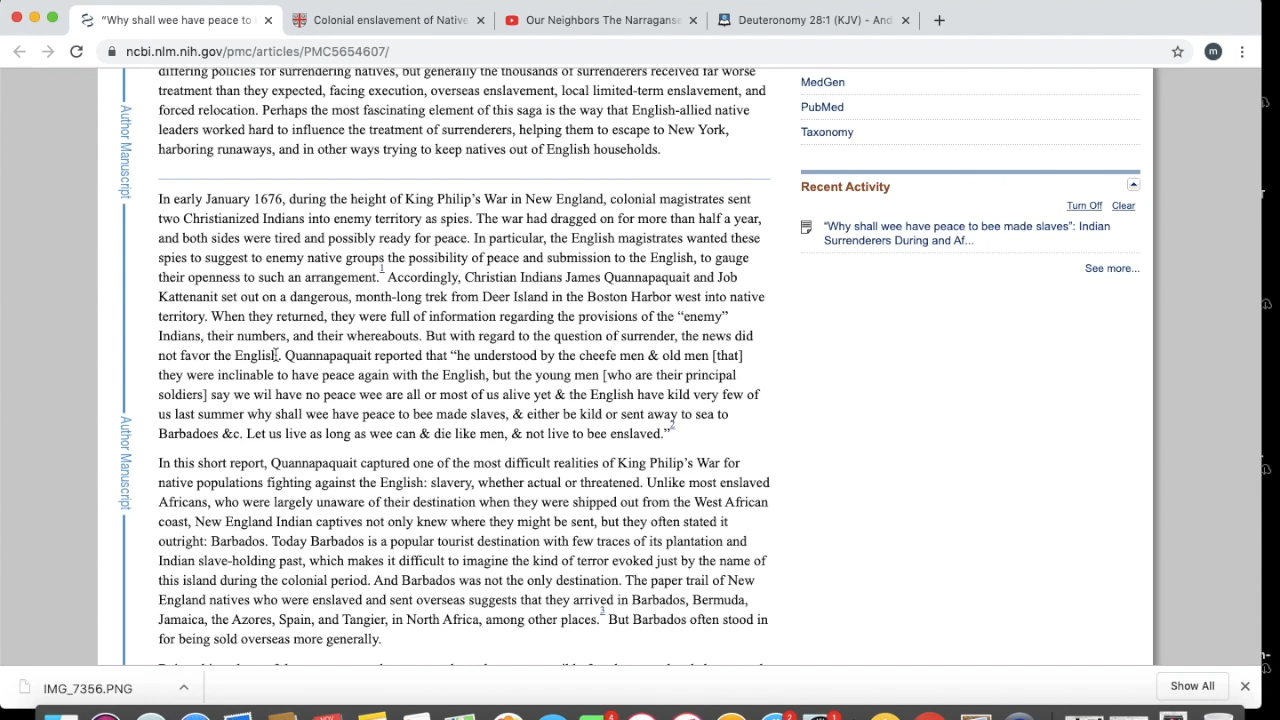 "Why shall wee have peace to
Colonial enslavement of Native
Our Neighbors The Narraganse
Deuteronomy 28:1 (KJV) - And
ncbi.nlm.nih.gov/pmc/articles/PMC5654607/
m
differing policies for surrendering natives, but generally the thousands of surrenderers received far worse
treatment than they expected, facing execution, overseas enslavement, local limited-term enslavement, and
forced relocation. Perhaps the most fascinating element of this saga is the way that English-allied native
leaders worked hard to influence the treatment of surrenderers, helping them to escape to New York,
harboring runaways, and in other ways trying to keep natives out of English households.
Author Manuscript
In early January 1676, during the height of King Philip's War in New England, colonial magistrates sent
two Christianized Indians into enemy territory as spies. The war had dragged on for more than half a year,
and both sides were tired and possibly ready for peace. In particular, the English magistrates wanted these
spies to suggest to enemy native groups the possibility of peace and submission to the English, to gauge
their openness to such an arrangement.1 Accordingly, Christian Indians James Quannapaquait and Job
Kattenanit set out on a dangerous, month-long trek from Deer Island in the Boston Harbor west into native
territory. When they returned, they were full of information regarding the provisions of the “enemy”
Indians, their numbers, and their whereabouts. But with regard to the question of surrender, the news did
not favor the English. Quannapaquait reported that “he understood by the cheefe men & old men [that]
they were inclinable to have peace again with the English, but the young men [who are their principal
soldiers] say we wil have no peace wee are all or most of us alive yet & the English have kild very few of
us last summer why shall wee have peace to bee made slaves, & either be kild or sent away to sea to
Barbadoes &c. Let us live as long as wee can & die like men, & not live to bee enslaved.”2
Author Manuscript
In this short report, Quannapaquait captured one of the most difficult realities of King Philip's War for
native populations fighting against the English: slavery, whether actual or threatened. Unlike most enslaved
Africans, who were largely unaware of their destination when they were shipped out from the West African
coast, New England Indian captives not only knew where they might be sent, but they often stated it
outright: Barbados. Today Barbados is a popular tourist destination with few traces of its plantation and
Indian slave-holding past, which makes it difficult to imagine the kind of terror evoked just by the name of
this island during the colonial period. And Barbados was not the only destination. The paper trail of New
England natives who were enslaved and sent overseas suggests that they arrived in Barbados, Bermuda,
Jamaica, the Azores, Spain, and Tangier, in North Africa, among other places.3 But Barbados often stood in
for being sold overseas more generally.
MedGen
PubMed
Taxonomy
Recent Activity
Turn Off Clear
“Why shall wee have peace to bee made slaves”: Indian
Surrenderers During and Af...
See more...
IMG_7356.PNG
Show All
NOV
4
2
1